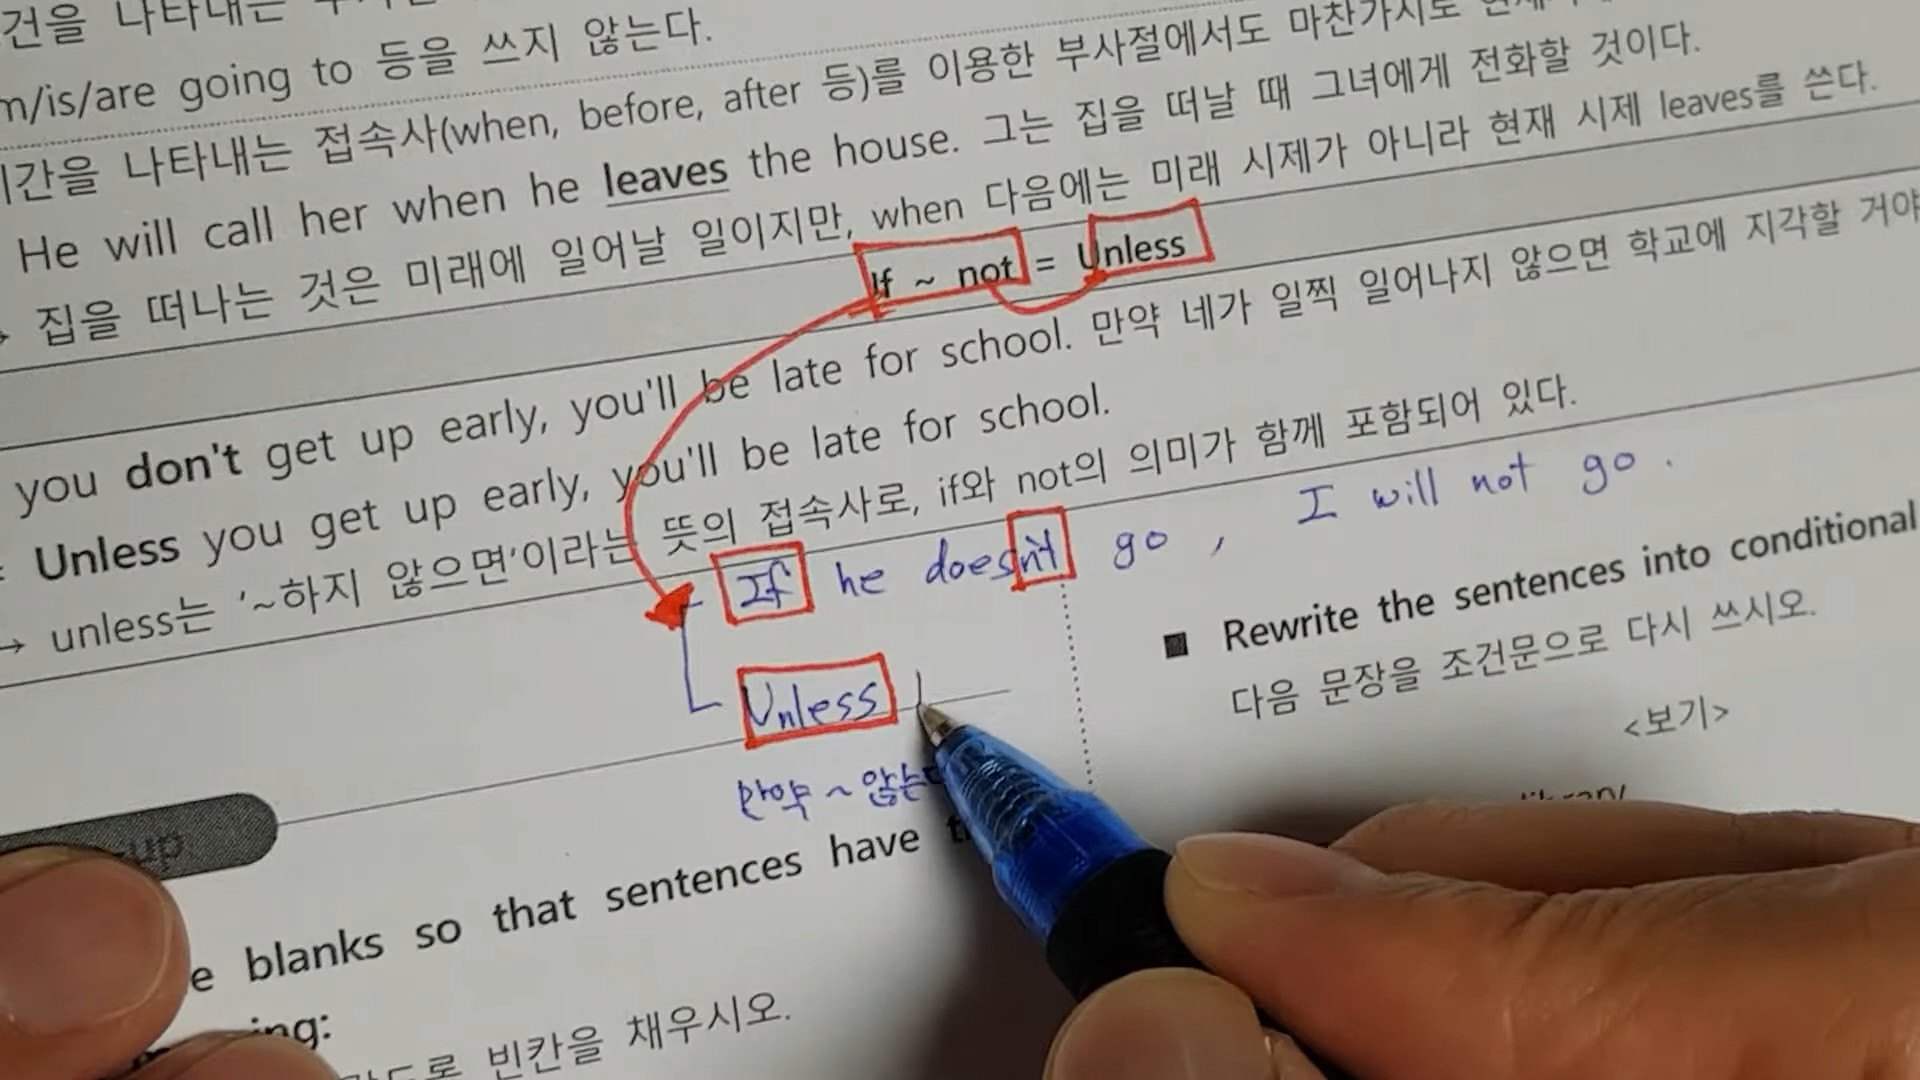 건을 나타내는
m/is/are going to 등을 쓰지 않는다.
시간을 나타내는 접속사(when, before, after 등)를 이용한 부사절에서도 마찬가지로
He will call her when he leaves the house. 그는 집을 떠날 때 그녀에게 전화할 것이다.
→ 집을 떠나는 것은 미래에 일어날 일이지만, when 다음에는 미래 시제가 아니라 현재 시제 leaves를 쓴다.
If ~ not = Unless
you don't get up early, you'll be late for school. 만약 네가 일찍 일어나지 않으면 학교에 지각할 거야
= Unless you get up early, you'll be late for school.
→ unless는 '~하지 않으면'이라는 뜻의 접속사로, if와 not의 의미가 함께 포함되어 있다.
If he doesn't go, I will not go.
Unless
만약 ~ 않는
up
e blanks so that sentences have
ing:
빈칸을 채우시오.
■ Rewrite the sentences into conditional
다음 문장을 조건문으로 다시 쓰시오.
<보기>